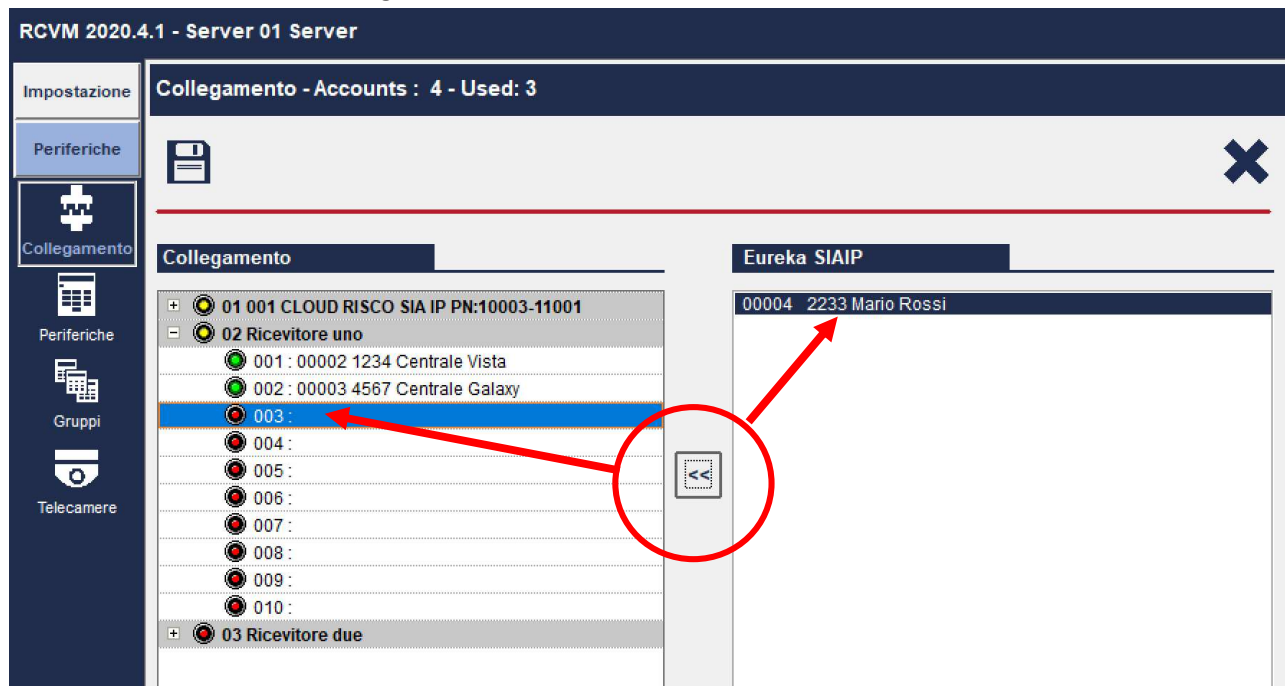 RCVM 2020.4.1 - Server 01 Server
Impostazione
Collegamento - Accounts : 4 - Used: 3
Periferiche
Collegamento
Periferiche
Gruppi
Telecamere
Collegamento
01 001 CLOUD RISCO SIA IP PN:10003-11001
02 Ricevitore uno
001 : 00002 1234 Centrale Vista
002 : 00003 4567 Centrale Galaxy
003 :
004 :
005 :
006 :
007 :
008 :
009 :
010 :
03 Ricevitore due
<<
Eureka SIAIP
00004 2233 Mario Rossi